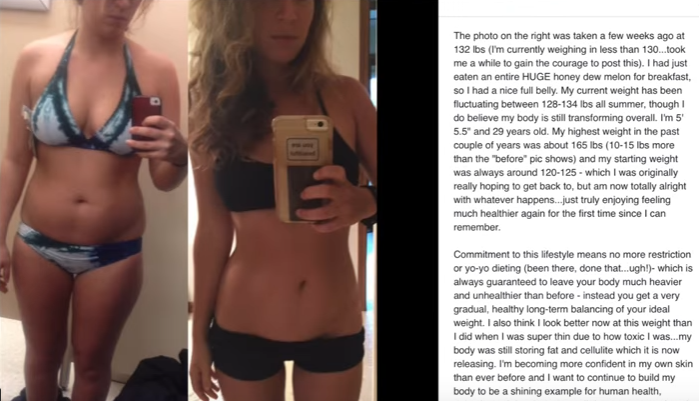 The photo on the right was taken a few weeks ago at
132 lbs (I'm currently weighing in less than 130...took
me a while to gain the courage to post this). I had just
eaten an entire HUGE honey dew melon for breakfast,
so I had a nice full belly. My current weight has been
fluctuating between 128-134 lbs all summer, though I
do believe my body is still transforming overall. I'm 5'
5.5" and 29 years old. My highest weight in the past
couple of years was about 165 lbs (10-15 lbs more
than the "before" pic shows) and my starting weight
was always around 120-125 - which I was originally
really hoping to get back to, but am now totally alright
with whatever happens...just truly enjoying feeling
much healthier again for the first time since I can
remember.
Commitment to this lifestyle means no more restriction
or yo-yo dieting (been there, done that...ugh!)- which is
always guaranteed to leave your body much heavier
and unhealthier than before - instead you get a very
gradual, healthy long-term balancing of your ideal
weight. I also think I look better now at this weight than
I did when I was super thin due to how toxic I was...my
body was still storing fat and cellulite which it is now
releasing. I'm becoming more confident in my own skin
than ever before and I want to continue to build my
body to be a shining example for human health,